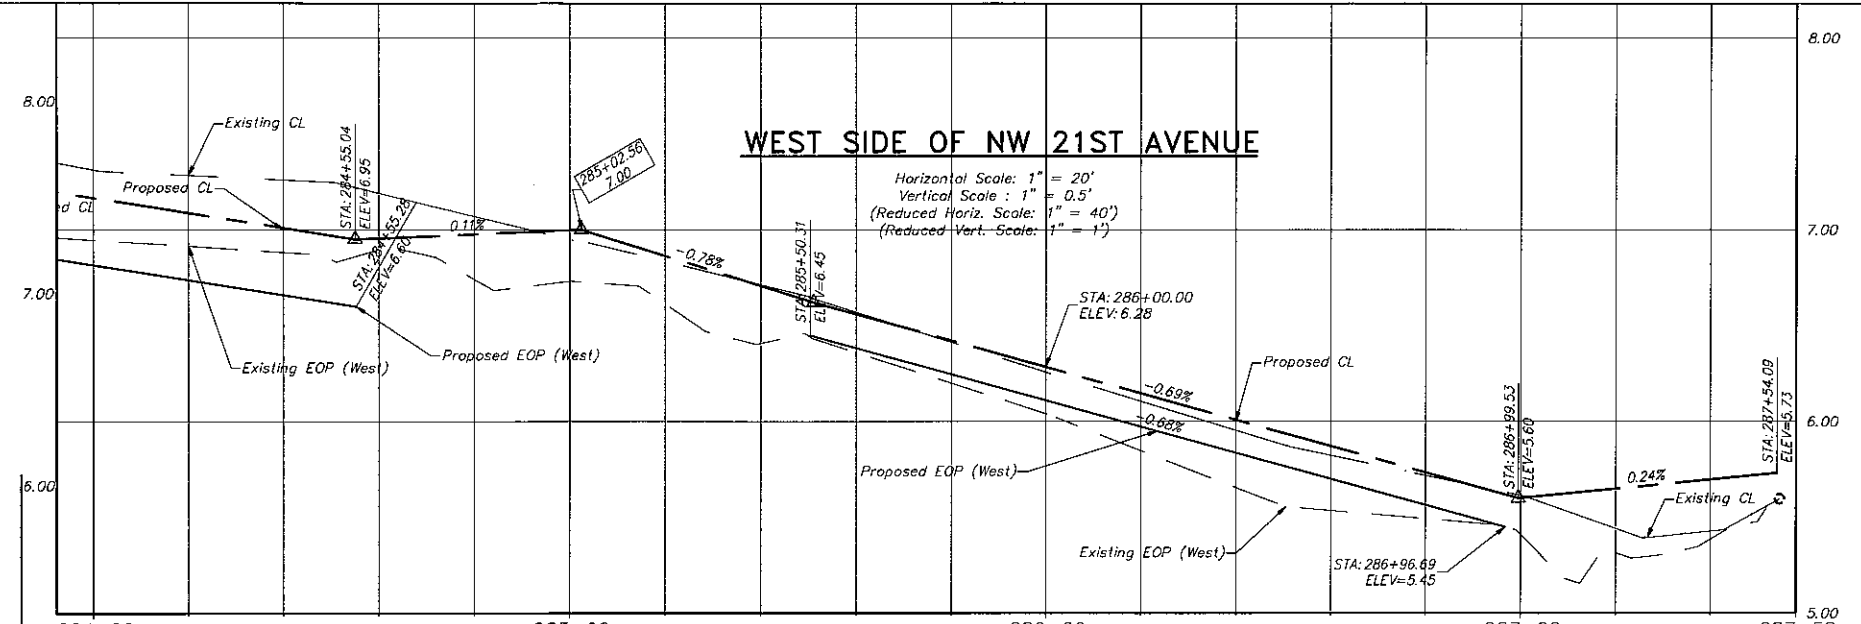 8.00
8.00
Existing CL
STA: 284+55.04
ELEV=6.95
285+02.56
7.00
WEST SIDE OF NW 21ST AVENUE
Horizontal Scale: 1" = 20'
Vertical Scale : 1" = 0.5'
(Reduced Horiz. Scale: 1" = 40')
(Reduced Vert. Scale: 1" = 1')
Proposed CL
CL
0.11%
7.00
STA: 284+55.28
ELEV=6.60
-0.78%
STA: 285+50.31
ELEV=6.45
7.00
STA: 286+00.00
ELEV: 6.28
Existing EOP (West)
Proposed EOP (West)
Proposed CL
-0.69%
-0.68%
6.00
STA: 286+99.53
ELEV=5.60
STA: 287+54.09
ELEV=5.73
Proposed EOP (West)
0.24%
6.00
Existing CL
Existing EOP (West)
STA: 286+96.69
ELEV=5.45
5.00